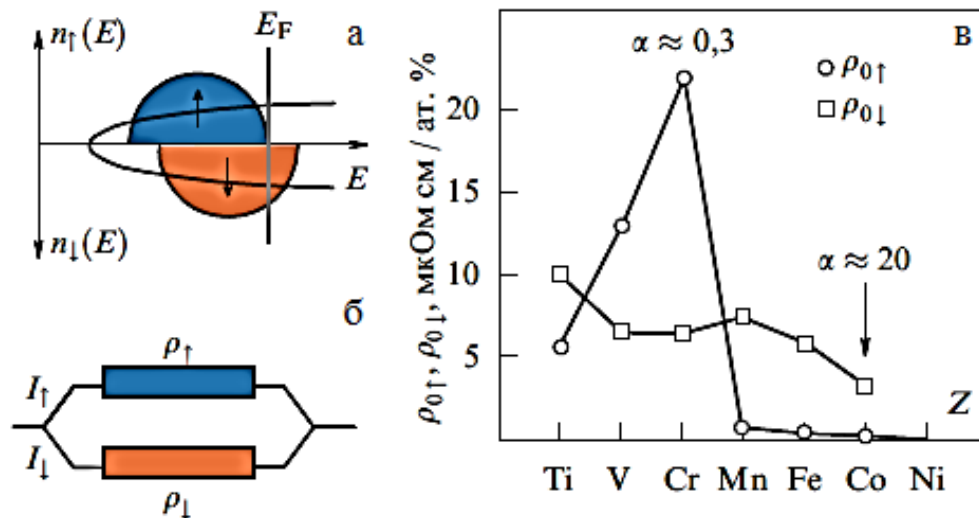 n↑(E)
E_F
а
E
n↓(E)
б
ρ↑
I↑
I↓
ρ↓
в
α ≈ 0,3
ρ0↑
ρ0↓
ρ0↑, ρ0↓, мкОм см / ат. %
20
15
10
5
α ≈ 20
Z
Ti V Cr Mn Fe Co Ni